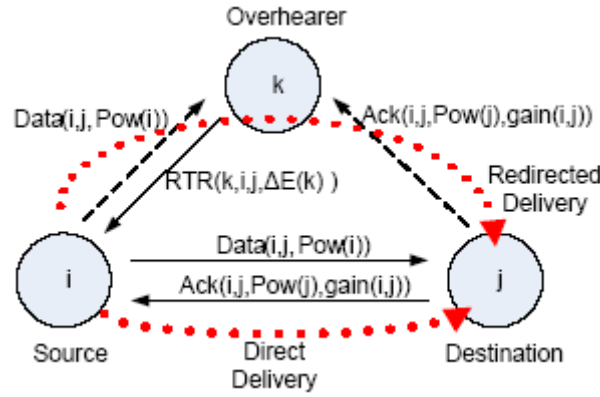 Overhearer
k
Data(i,j, Pow(i))
Ack(i,j,Pow(j),gain(i,j))
RTR(k,i,j,ΔE(k) )
Redirected
Delivery
Data(i,j, Pow(i))
i
j
Ack(i,j,Pow(j),gain(i,j))
Source
Direct
Delivery
Destination